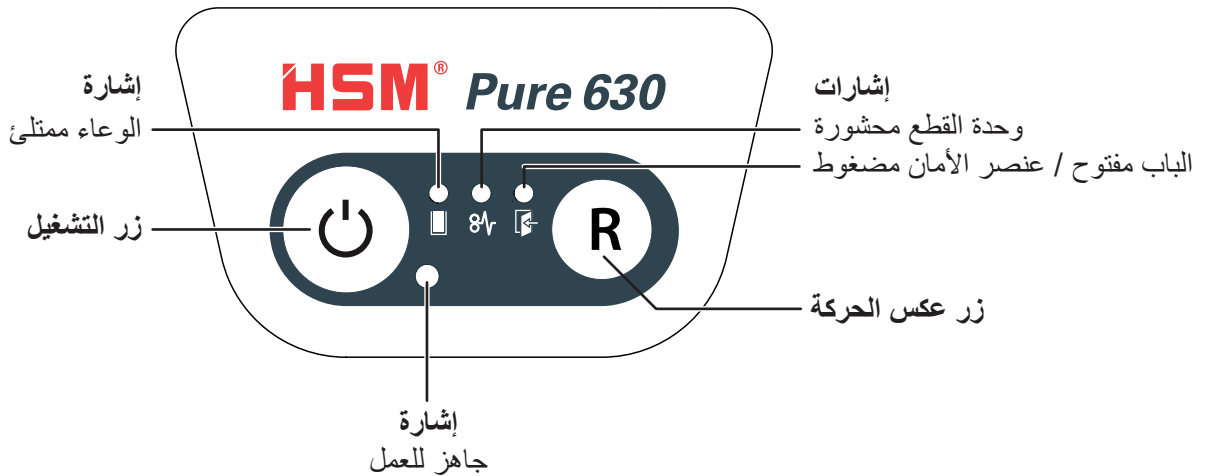 HSM® Pure 630
إشارة
الوعاء ممتلئ
إشارات
وحدة القطع محشورة
الباب مفتوح / عنصر الأمان مضغوط
زر التشغيل
R
زر عكس الحركة
إشارة
جاهز للعمل